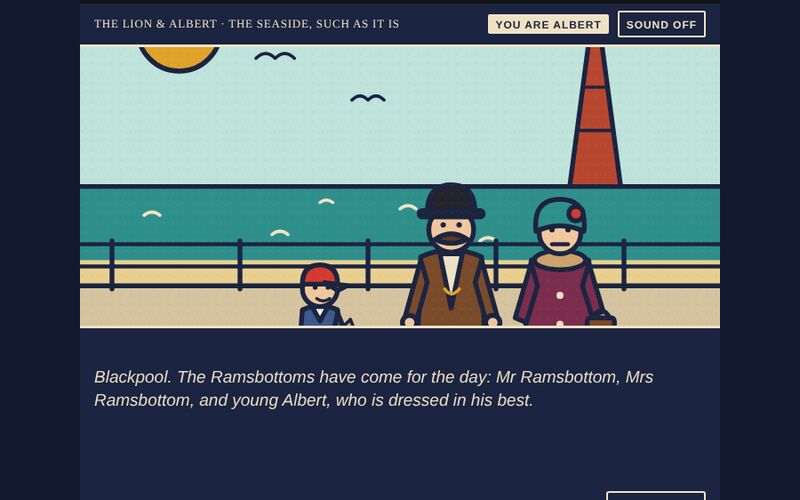 THE LION & ALBERT · THE SEASIDE, SUCH AS IT IS
YOU ARE ALBERT
SOUND OFF
Blackpool. The Ramsbottoms have come for the day: Mr Ramsbottom, Mrs
Ramsbottom, and young Albert, who is dressed in his best.